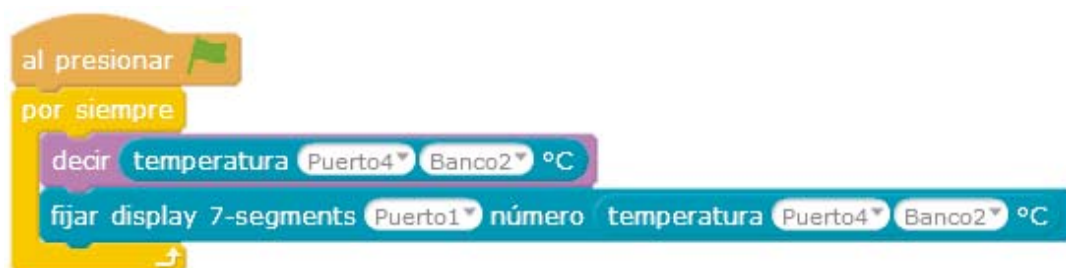 al presionar
por siempre
decir temperatura Puerto4 Banco2 °C
fijar display 7-segments Puerto1 número temperatura Puerto4 Banco2 °C